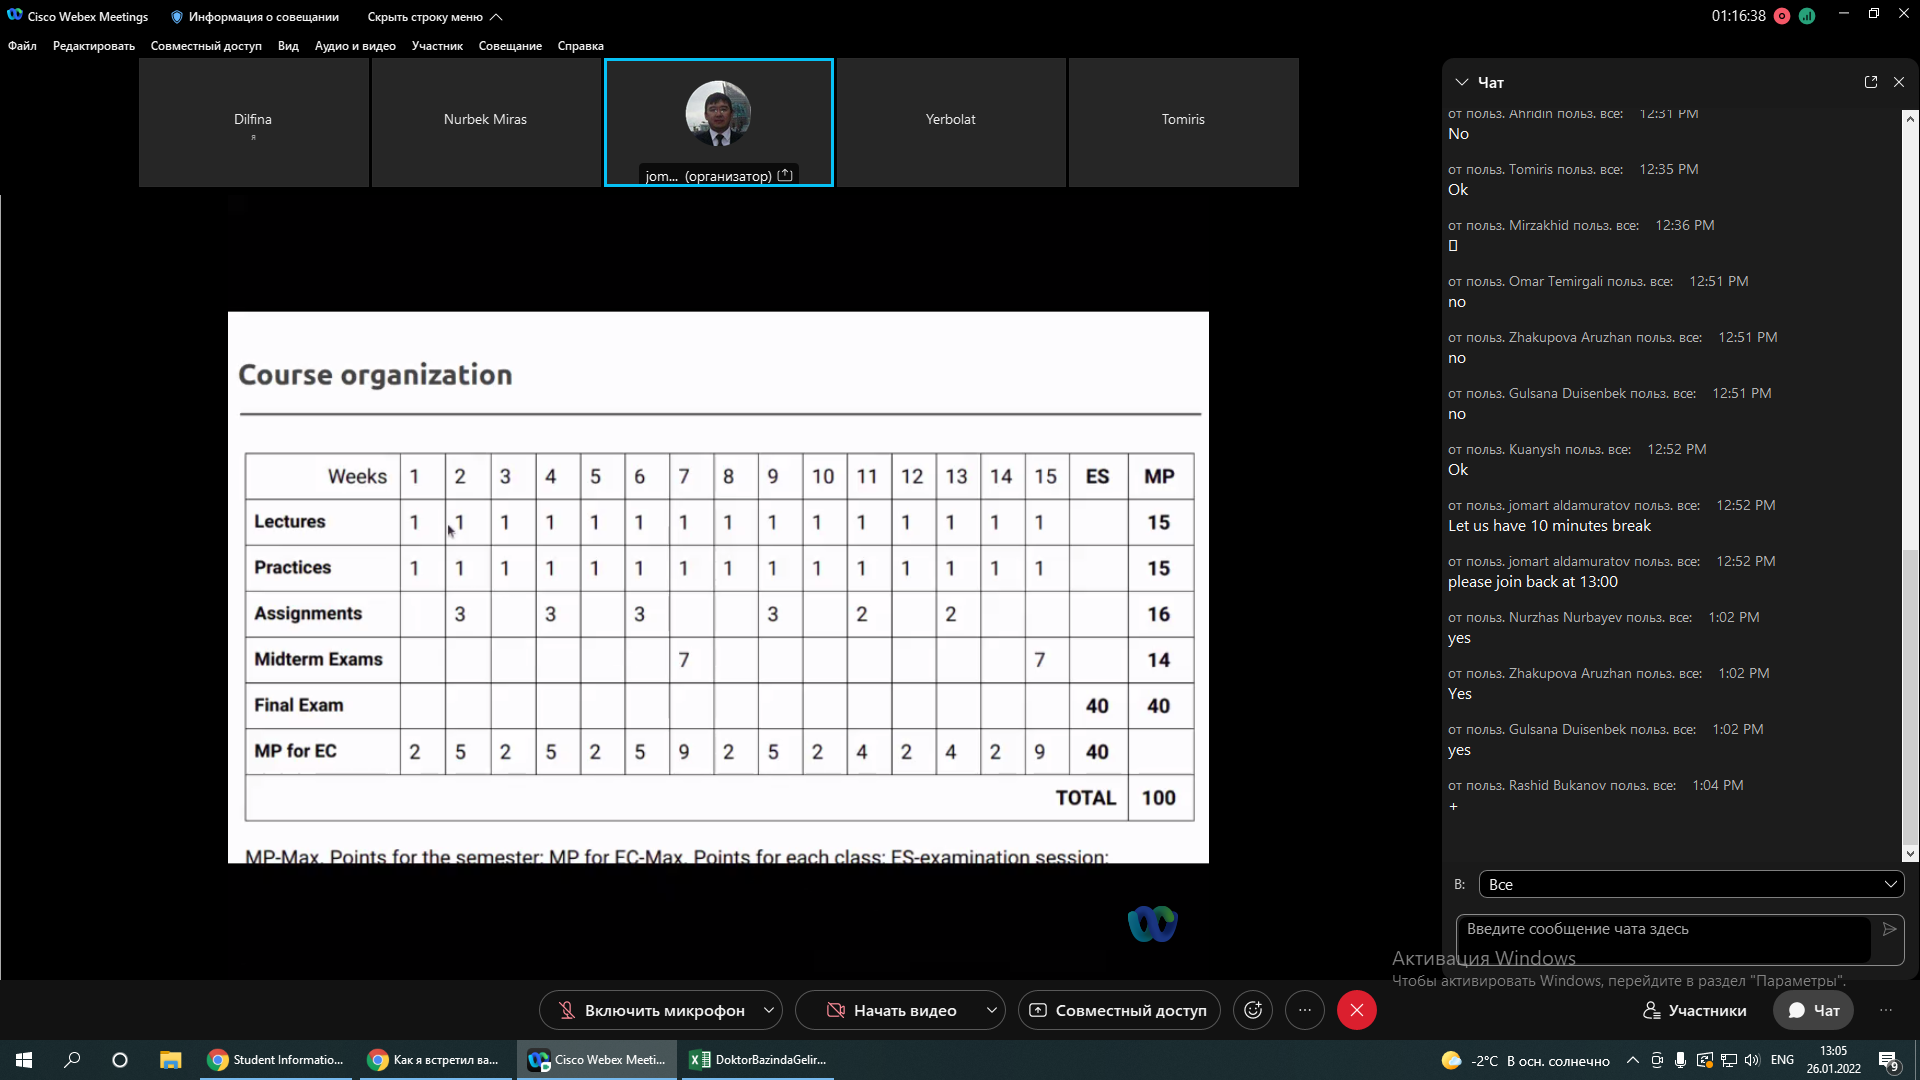 Cisco Webex Meetings
Информация о совещании
Скрыть строку меню
01:16:38
Файл Редактировать Совместный доступ Вид Аудио и видео Участник Совещание Справка
Dilfina
я
Nurbek Miras
jom... (организатор)
Yerbolat
Tomiris
Course organization
Weeks 1 2 3 4 5 6 7 8 9 10 11 12 13 14 15 ES MP
Lectures 1 1 1 1 1 1 1 1 1 1 1 1 1 1 1 15
Practices 1 1 1 1 1 1 1 1 1 1 1 1 1 1 1 15
Assignments 3 3 3 3 2 2 16
Midterm Exams 7 7 14
Final Exam 40 40
MP for EC 2 5 2 5 2 5 9 2 5 2 4 2 4 2 9 40
TOTAL 100
MP-Max. Points for the semester; MP for EC-Max. Points for each class; ES-examination session;
Чат
от польз. Ahridin польз. все: 12:31 PM
No
от польз. Tomiris польз. все: 12:35 PM
Ok
от польз. Mirzakhid польз. все: 12:36 PM
от польз. Omar Temirgali польз. все: 12:51 PM
no
от польз. Zhakupova Aruzhan польз. все: 12:51 PM
no
от польз. Gulsana Duisenbek польз. все: 12:51 PM
no
от польз. Kuanysh польз. все: 12:52 PM
Ok
от польз. jomart aldamuratov польз. все: 12:52 PM
Let us have 10 minutes break
от польз. jomart aldamuratov польз. все: 12:52 PM
please join back at 13:00
от польз. Nurzhas Nurbayev польз. все: 1:02 PM
yes
от польз. Zhakupova Aruzhan польз. все: 1:02 PM
Yes
от польз. Gulsana Duisenbek польз. все: 1:02 PM
yes
от польз. Rashid Bukanov польз. все: 1:04 PM
+
В: Все
Введите сообщение чата здесь
Активация Windows
Чтобы активировать Windows, перейдите в раздел "Параметры".
Включить микрофон
Начать видео
Совместный доступ
Участники
Чат
Student Informatio...
Как я встретил ва...
Cisco Webex Meeti...
DoktorBazindaGelir...
-2°C В осн. солнечно
ENG
13:05
26.01.2022
9